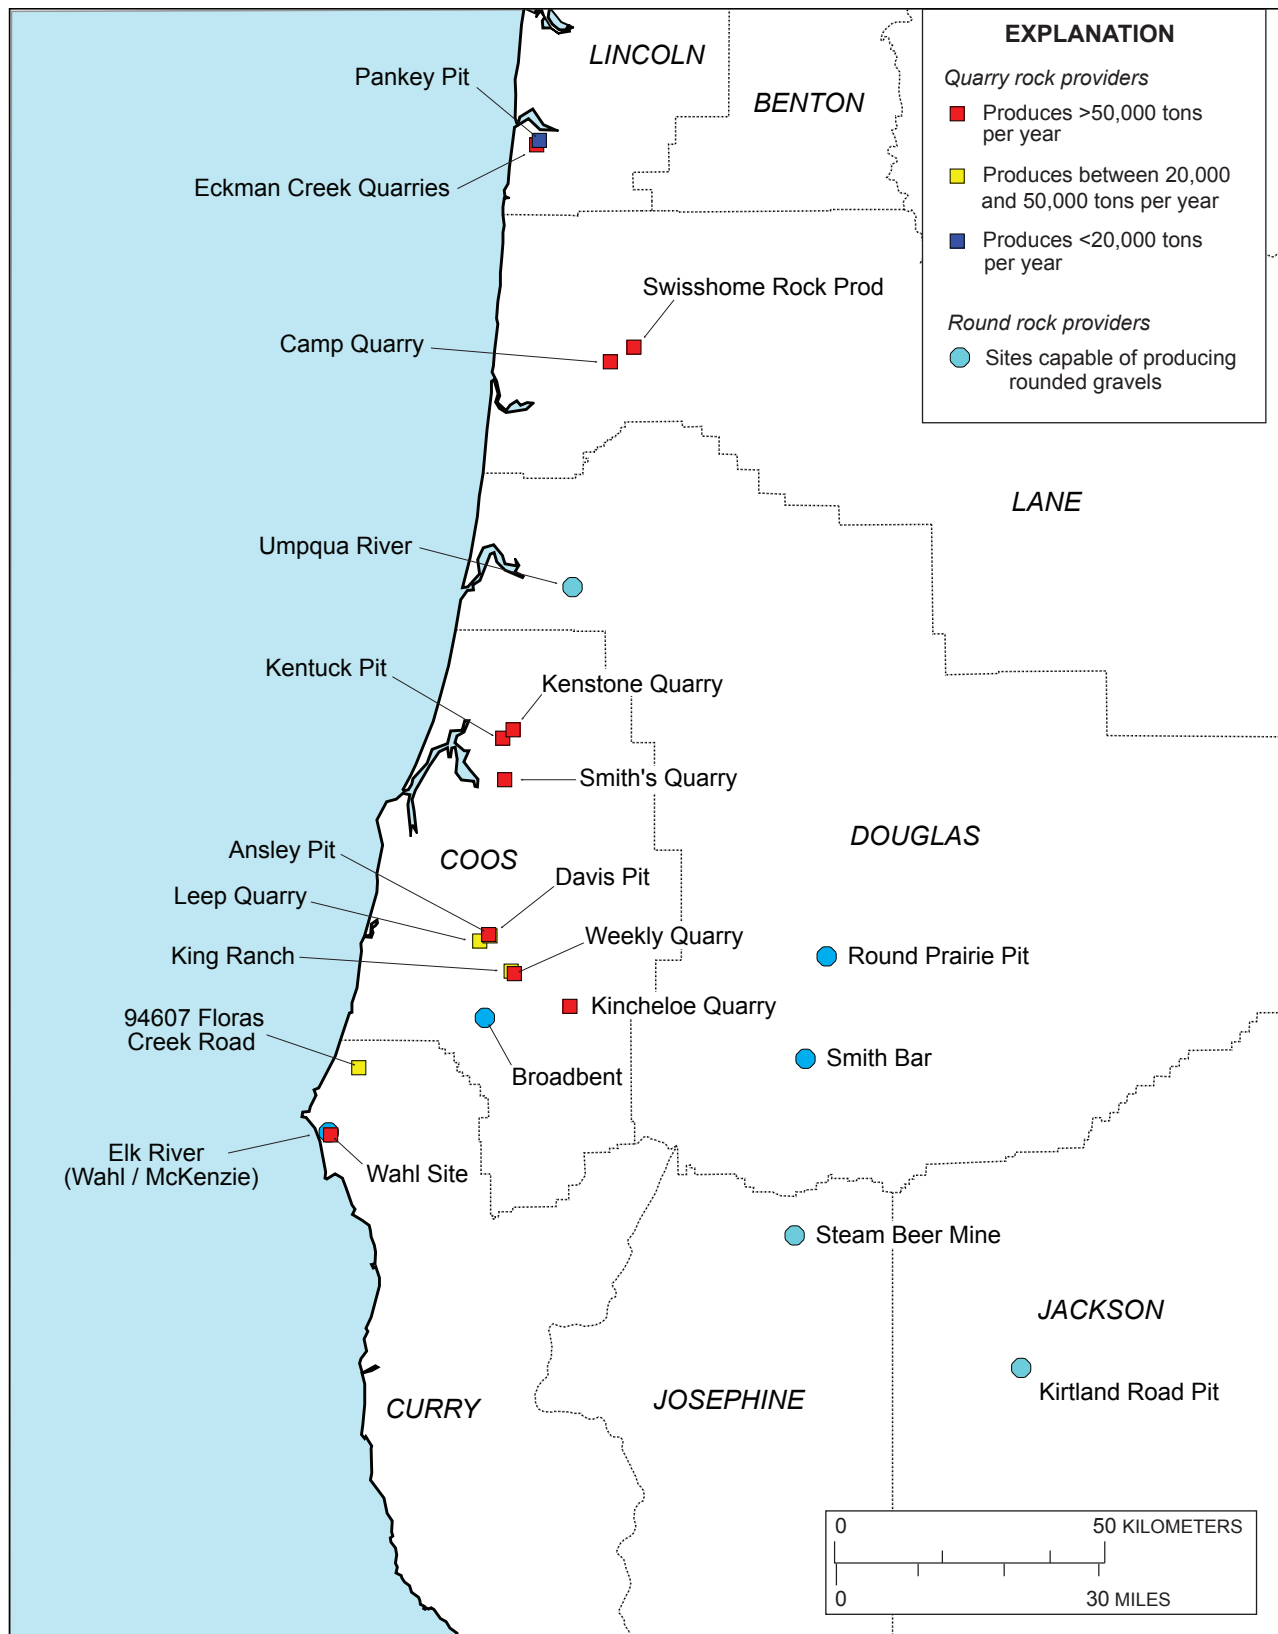 EXPLANATION
Quarry rock providers
Produces >50,000 tons
per year
Produces between 20,000
and 50,000 tons per year
Produces <20,000 tons
per year
Round rock providers
Sites capable of producing
rounded gravels
LINCOLN
Pankey Pit
BENTON
Eckman Creek Quarries
Swisshome Rock Prod
Camp Quarry
LANE
Umpqua River
Kentuck Pit
Kenstone Quarry
Smith's Quarry
DOUGLAS
Ansley Pit
COOS
Davis Pit
Leep Quarry
Weekly Quarry
King Ranch
Round Prairie Pit
Kincheloe Quarry
94607 Floras
Creek Road
Smith Bar
Broadbent
Elk River
(Wahl / McKenzie)
Wahl Site
Steam Beer Mine
JACKSON
Kirtland Road Pit
JOSEPHINE
CURRY
0 50 KILOMETERS
0 30 MILES